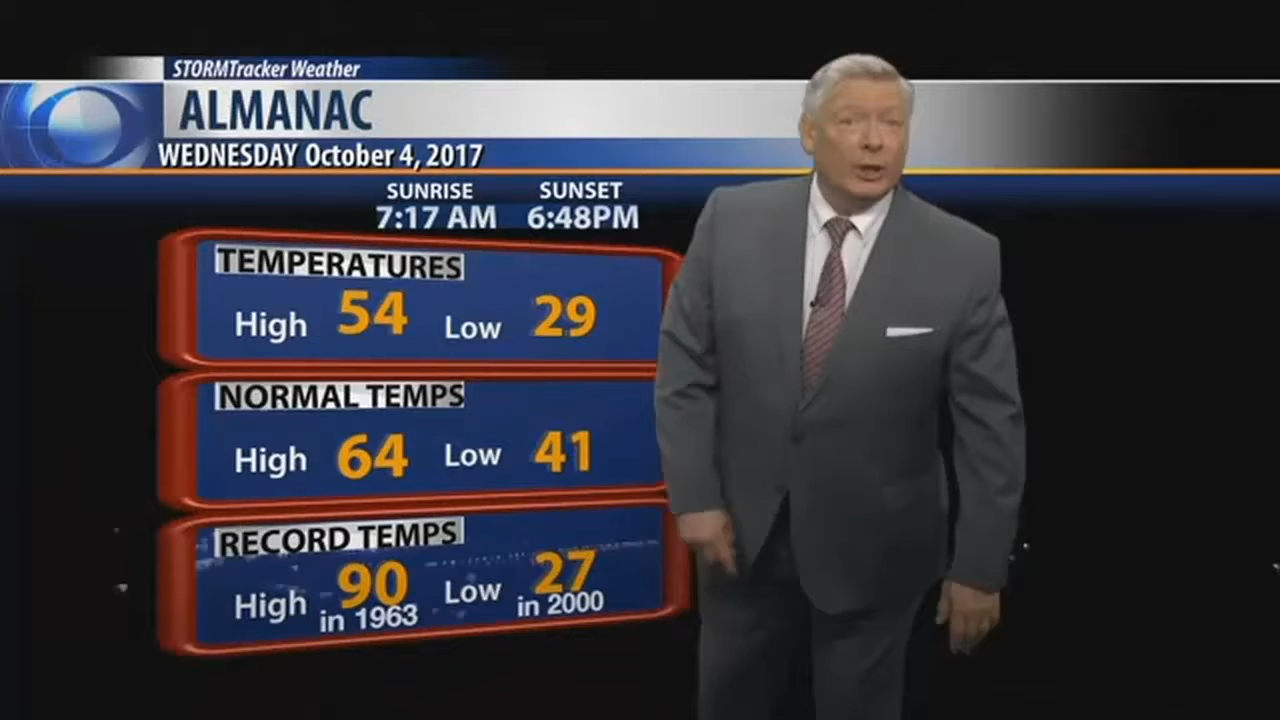 STORMTracker Weather
ALMANAC
WEDNESDAY October 4, 2017
SUNRISE SUNSET
7:17 AM 6:48PM
TEMPERATURES
High 54 Low 29
NORMAL TEMPS
High 64 Low 41
RECORD TEMPS
High 90 Low 27
in 1963 in 2000